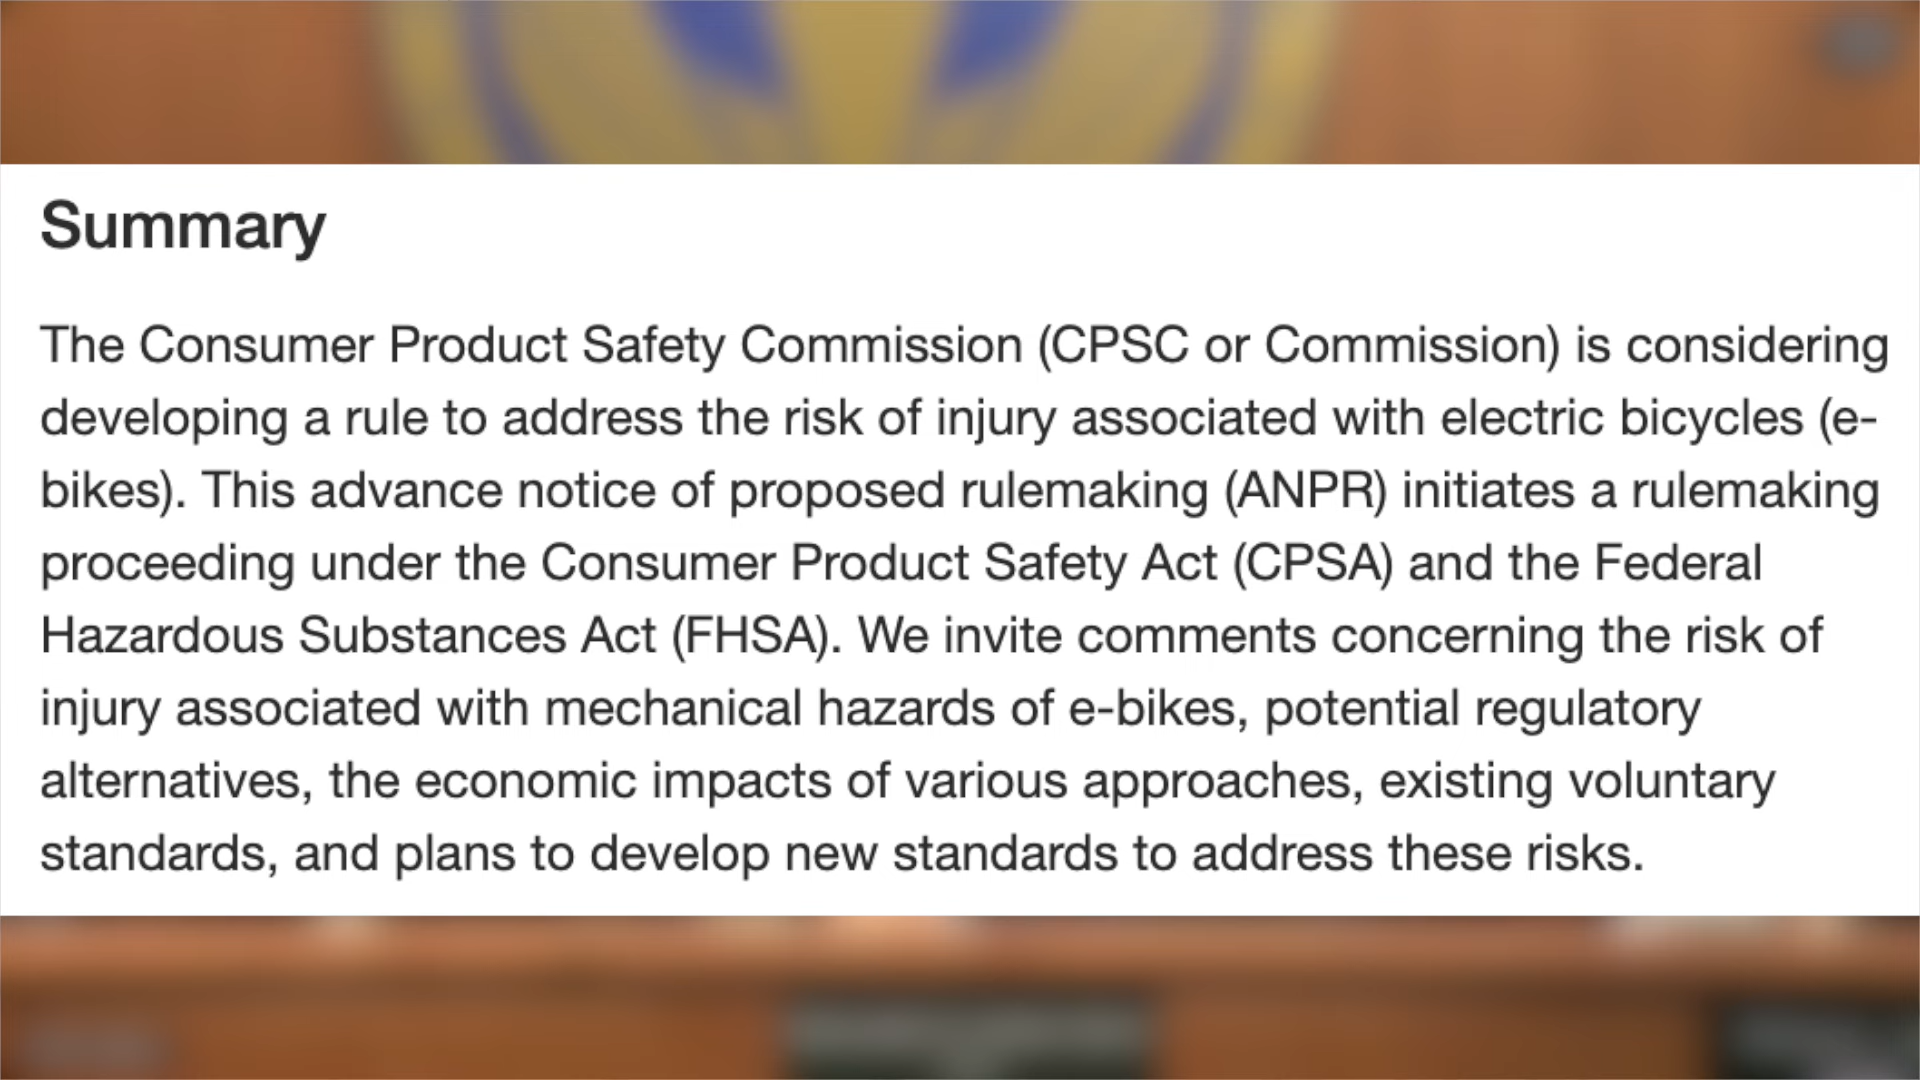 Summary
The Consumer Product Safety Commission (CPSC or Commission) is considering
developing a rule to address the risk of injury associated with electric bicycles (e-
bikes). This advance notice of proposed rulemaking (ANPR) initiates a rulemaking
proceeding under the Consumer Product Safety Act (CPSA) and the Federal
Hazardous Substances Act (FHSA). We invite comments concerning the risk of
injury associated with mechanical hazards of e-bikes, potential regulatory
alternatives, the economic impacts of various approaches, existing voluntary
standards, and plans to develop new standards to address these risks.